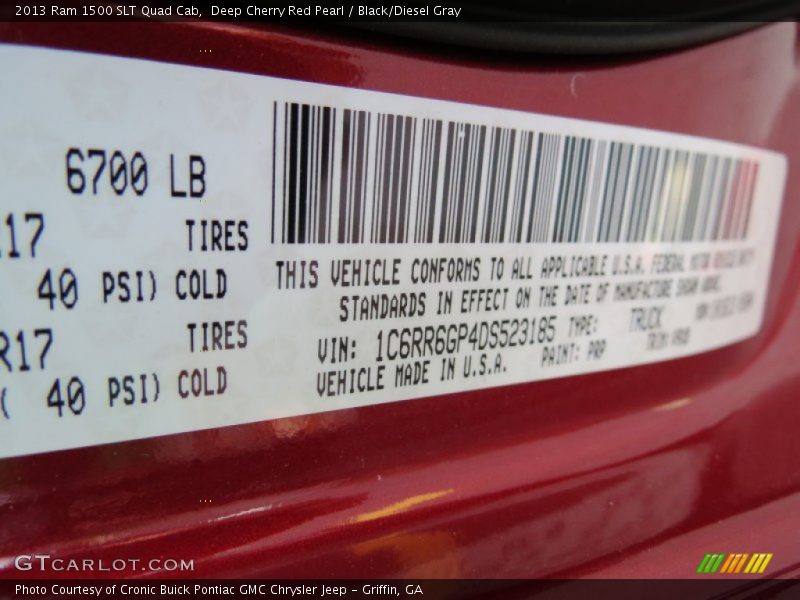 2013 Ram 1500 SLT Quad Cab, Deep Cherry Red Pearl / Black/Diesel Gray
6700 LB
17 TIRES
40 PSI) COLD
R17 TIRES
( 40 PSI) COLD
THIS VEHICLE CONFORMS TO ALL APPLICABLE U.S.A. FEDERAL MOTOR VEHICLE SAFETY
STANDARDS IN EFFECT ON THE DATE OF MANUFACTURE SHOWN ABOVE.
VIN: 1C6RR6GP4DS523185 TYPE: TRUCK
VEHICLE MADE IN U.S.A. PAINT: PRP TRIM:
GTCARLOT.COM
Photo Courtesy of Cronic Buick Pontiac GMC Chrysler Jeep - Griffin, GA